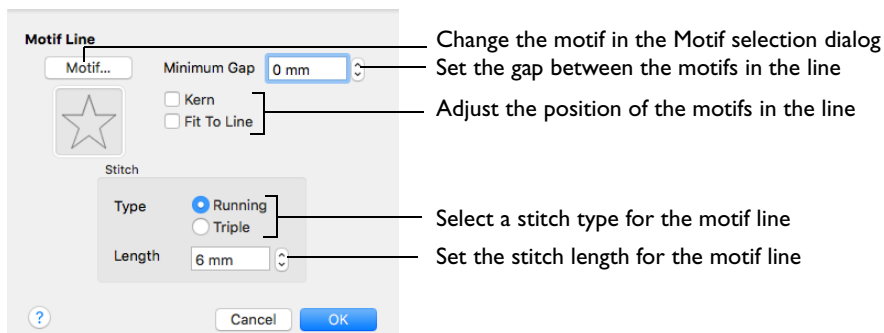 Motif Line
Change the motif in the Motif selection dialog
Motif...
Minimum Gap
0 mm
Set the gap between the motifs in the line
Kern
Fit To Line
Adjust the position of the motifs in the line
Stitch
Type
Running
Triple
Select a stitch type for the motif line
Length
6 mm
Set the stitch length for the motif line
?
Cancel
OK